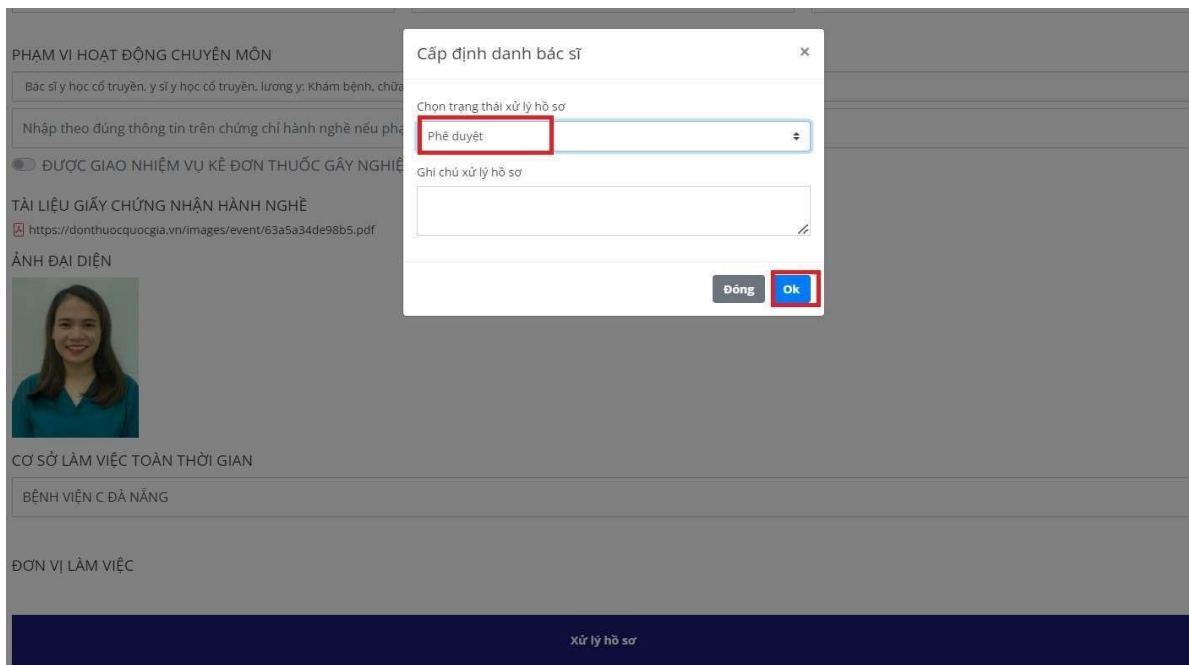 PHẠM VI HOẠT ĐỘNG CHUYÊN MÔN
Bác sĩ y học cổ truyền, y sĩ y học cổ truyền, lương y: Khám bệnh, chữa
Nhập theo đúng thông tin trên chứng chỉ hành nghề nếu phạ
ĐƯỢC GIAO NHIỆM VỤ KÊ ĐƠN THUỐC GÂY NGHIỆ
TÀI LIỆU GIẤY CHỨNG NHẬN HÀNH NGHỀ
https://donthuocquocgia.vn/images/event/63a5a34de98b5.pdf
ẢNH ĐẠI DIỆN
Cấp định danh bác sĩ
×
Chọn trạng thái xử lý hồ sơ
Phê duyệt
Ghi chú xử lý hồ sơ
Đóng
Ok
CƠ SỞ LÀM VIỆC TOÀN THỜI GIAN
BỆNH VIỆN C ĐÀ NẴNG
ĐƠN VỊ LÀM VIỆC
Xử lý hồ sơ